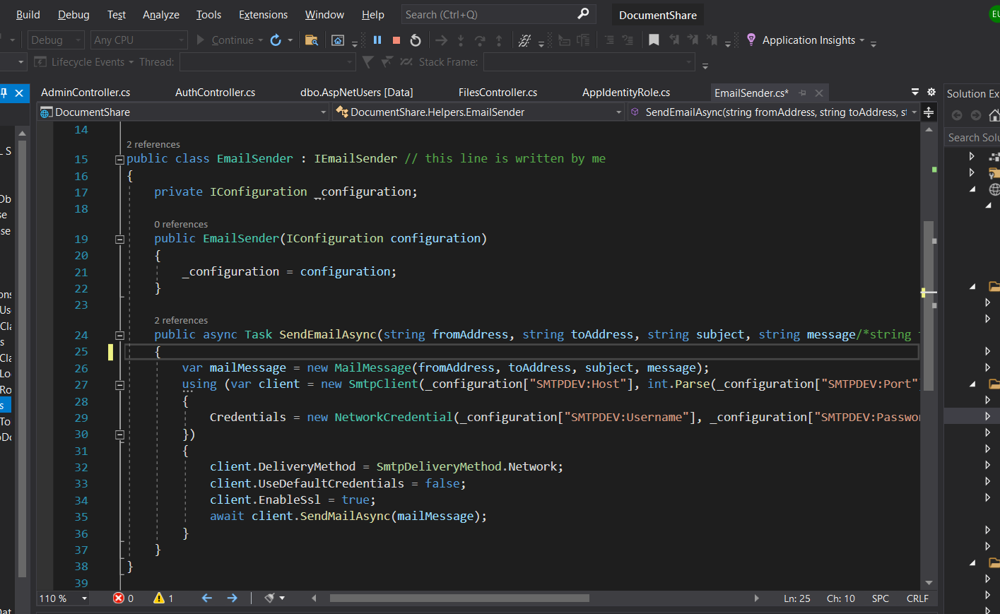 Build Debug Test Analyze Tools Extensions Window Help Search (Ctrl+Q) DocumentShare EU
Debug Any CPU Continue Application Insights
Lifecycle Events Thread: Stack Frame:
AdminController.cs AuthController.cs dbo.AspNetUsers [Data] FilesController.cs AppIdentityRole.cs EmailSender.cs* Solution Ex
DocumentShare DocumentShare.Helpers.EmailSender SendEmailAsync(string fromAddress, string toAddress, st
Search Solu
14
2 references
15 public class EmailSender : IEmailSender // this line is written by me
16 {
17 private IConfiguration _configuration;
18
0 references
19 public EmailSender(IConfiguration configuration)
20 {
21 _configuration = configuration;
22 }
23
2 references
24 public async Task SendEmailAsync(string fromAddress, string toAddress, string subject, string message/*string
25 {
26 var mailMessage = new MailMessage(fromAddress, toAddress, subject, message);
27 using (var client = new SmtpClient(_configuration["SMTPDEV:Host"], int.Parse(_configuration["SMTPDEV:Port"
28 {
29 Credentials = new NetworkCredential(_configuration["SMTPDEV:Username"], _configuration["SMTPDEV:Passwo
30 })
31 {
32 client.DeliveryMethod = SmtpDeliveryMethod.Network;
33 client.UseDefaultCredentials = false;
34 client.EnableSsl = true;
35 await client.SendMailAsync(mailMessage);
36 }
37 }
38 }
39
110 % 0 1 Ln: 25 Ch: 10 SPC CRLF